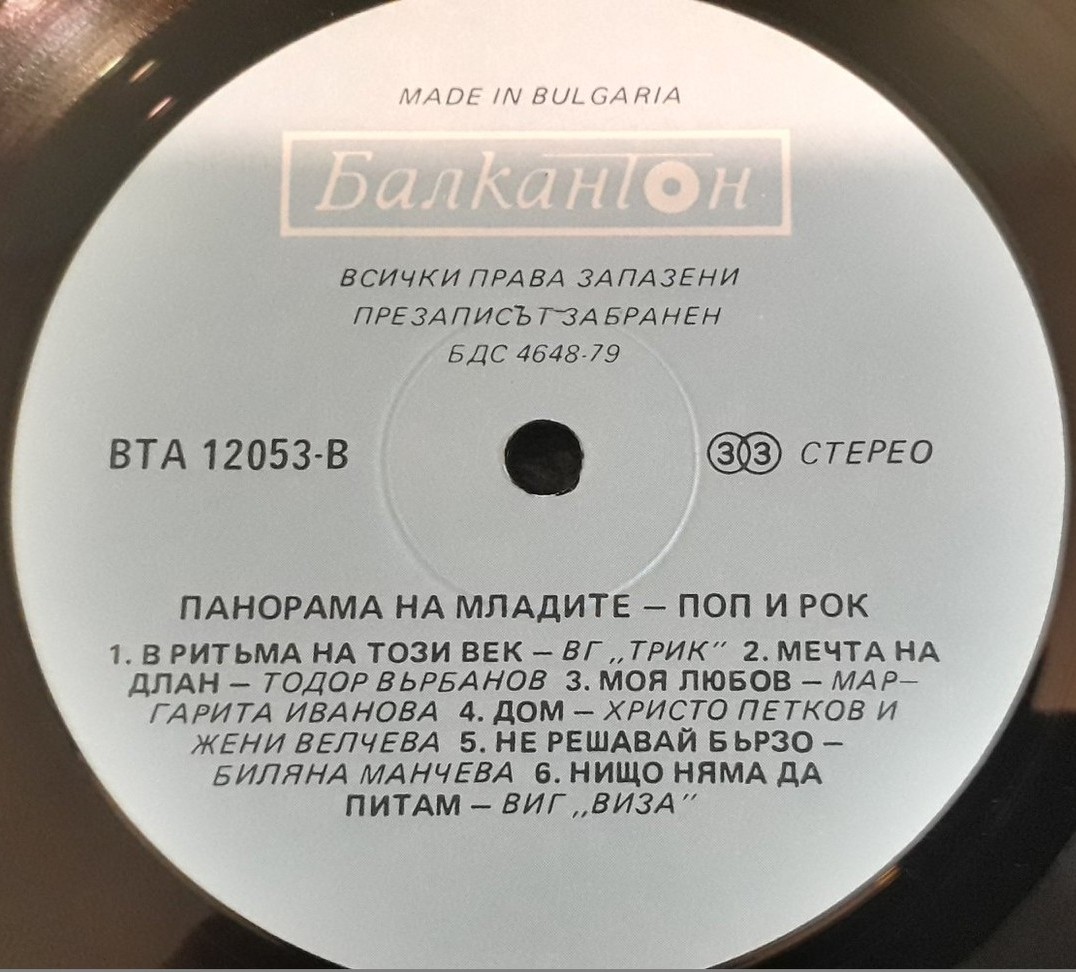 MADE IN BULGARIA
Балкантон
ВСИЧКИ ПРАВА ЗАПАЗЕНИ
ПРЕЗАПИСЪТ ЗАБРАНЕН
БДС 4648-79
ВТА 12053-В
33 СТЕРЕО
ПАНОРАМА НА МЛАДИТЕ – ПОП И РОК
1. В РИТЪМА НА ТОЗИ ВЕК – ВГ „ТРИК” 2. МЕЧТА НА
ДЛАН – ТОДОР ВЪРБАНОВ 3. МОЯ ЛЮБОВ – МАР–
ГАРИТА ИВАНОВА 4. ДОМ – ХРИСТО ПЕТКОВ И
ЖЕНИ ВЕЛЧЕВА 5. НЕ РЕШАВАЙ БЪРЗО –
БИЛЯНА МАНЧЕВА 6. НИЩО НЯМА ДА
ПИТАМ – ВИГ „ВИЗА”